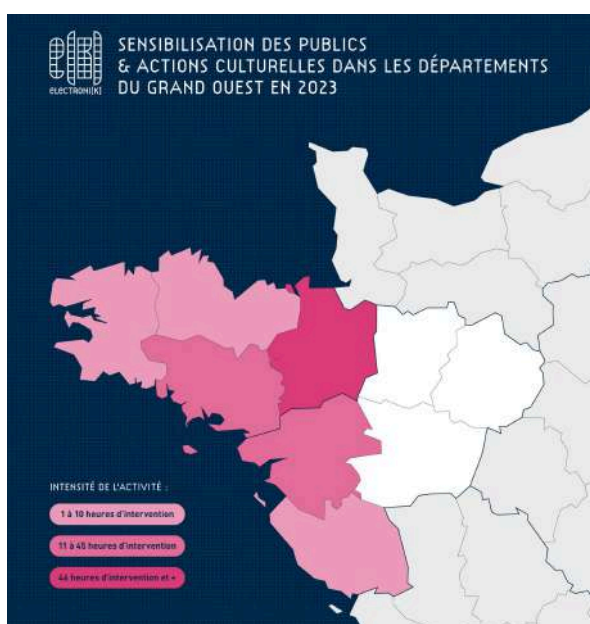 ELECTRONI[K]
SENSIBILISATION DES PUBLICS
& ACTIONS CULTURELLES DANS LES DÉPARTEMENTS
DU GRAND OUEST EN 2023
INTENSITÉ DE L'ACTIVITÉ :
1 à 10 heures d'intervention
11 à 45 heures d'intervention
46 heures d'intervention et +